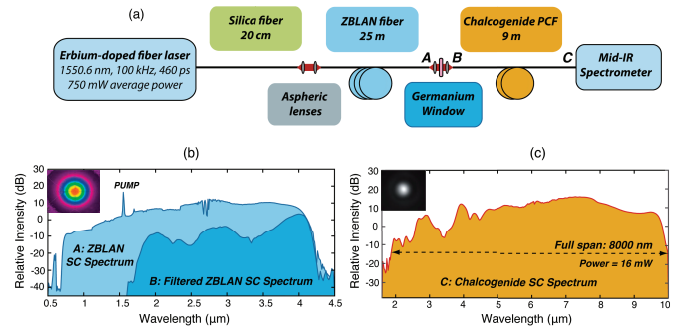 (a)
Silica fiber
20 cm
ZBLAN fiber
25 m
Chalcogenide PCF
9 m
Erbium-doped fiber laser
1550.6 nm, 100 kHz, 460 ps
750 mW average power
A
B
C
Mid-IR
Spectrometer
Aspheric
lenses
Germanium
Window
(b)
Relative Irensity (dB)
30
20
10
0
-10
-20
-30
-40
PUMP
A: ZBLAN
SC Spectrum
B: Filtered ZBLAN SC Spectrum
0.5
1
1.5
2
2.5
3
3.5
4
4.5
Wavelength (μm)
(c)
Relative Irensity (dB)
30
20
10
0
-10
-20
-30
Full span: 8000 nm
Power = 16 mW
C: Chalcogenide SC Spectrum
2
3
4
5
6
7
8
9
10
Wavelength (μm)